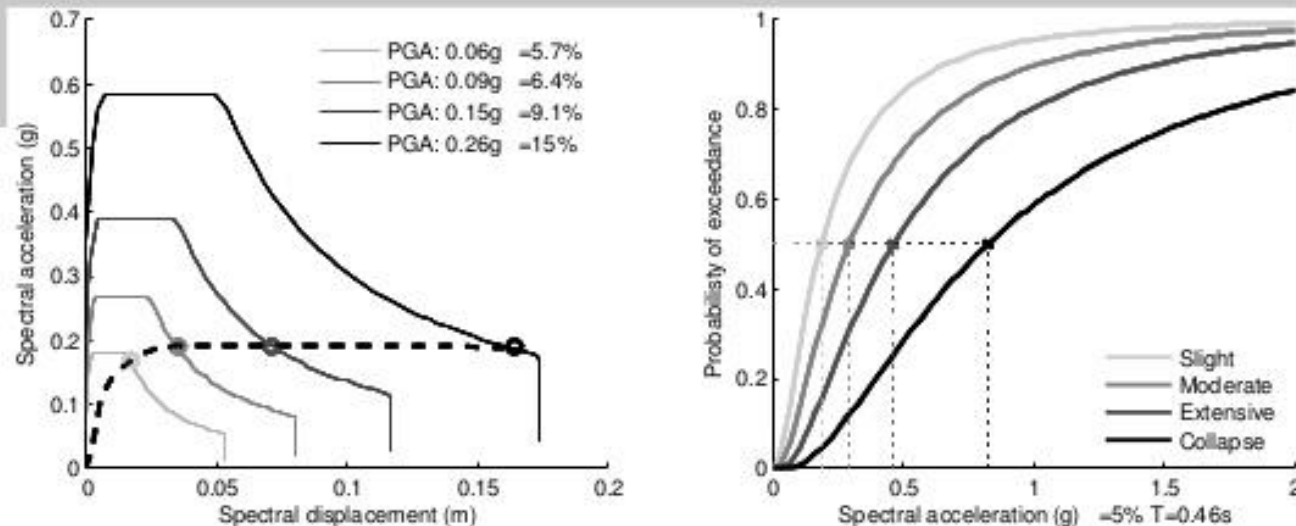 0.7
0.6
0.5
0.4
0.3
0.2
0.1
0
Spectral acceleration (g)
PGA: 0.06g =5.7%
PGA: 0.09g =6.4%
PGA: 0.15g =9.1%
PGA: 0.26g =15%
0 0.05 0.1 0.15 0.2
Spectral displacement (m)
1
0.8
0.6
0.4
0.2
0
Probabilisty of exceedance
Slight
Moderate
Extensive
Collapse
0 0.5 1 1.5 2
Spectral acceleration (g) =5% T=0.46s